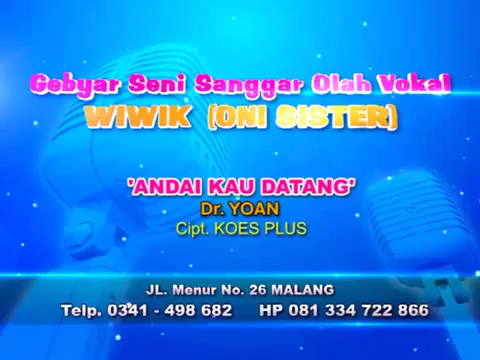 Gebyar Seni Sanggar Olah Vokal
WIWIK (ONI SISTER)
'ANDAI KAU DATANG'
Dr. YOAN
Cipt. KOES PLUS
JL. Menur No. 26 MALANG
Telp. 0341 - 498 682 HP 081 334 722 866